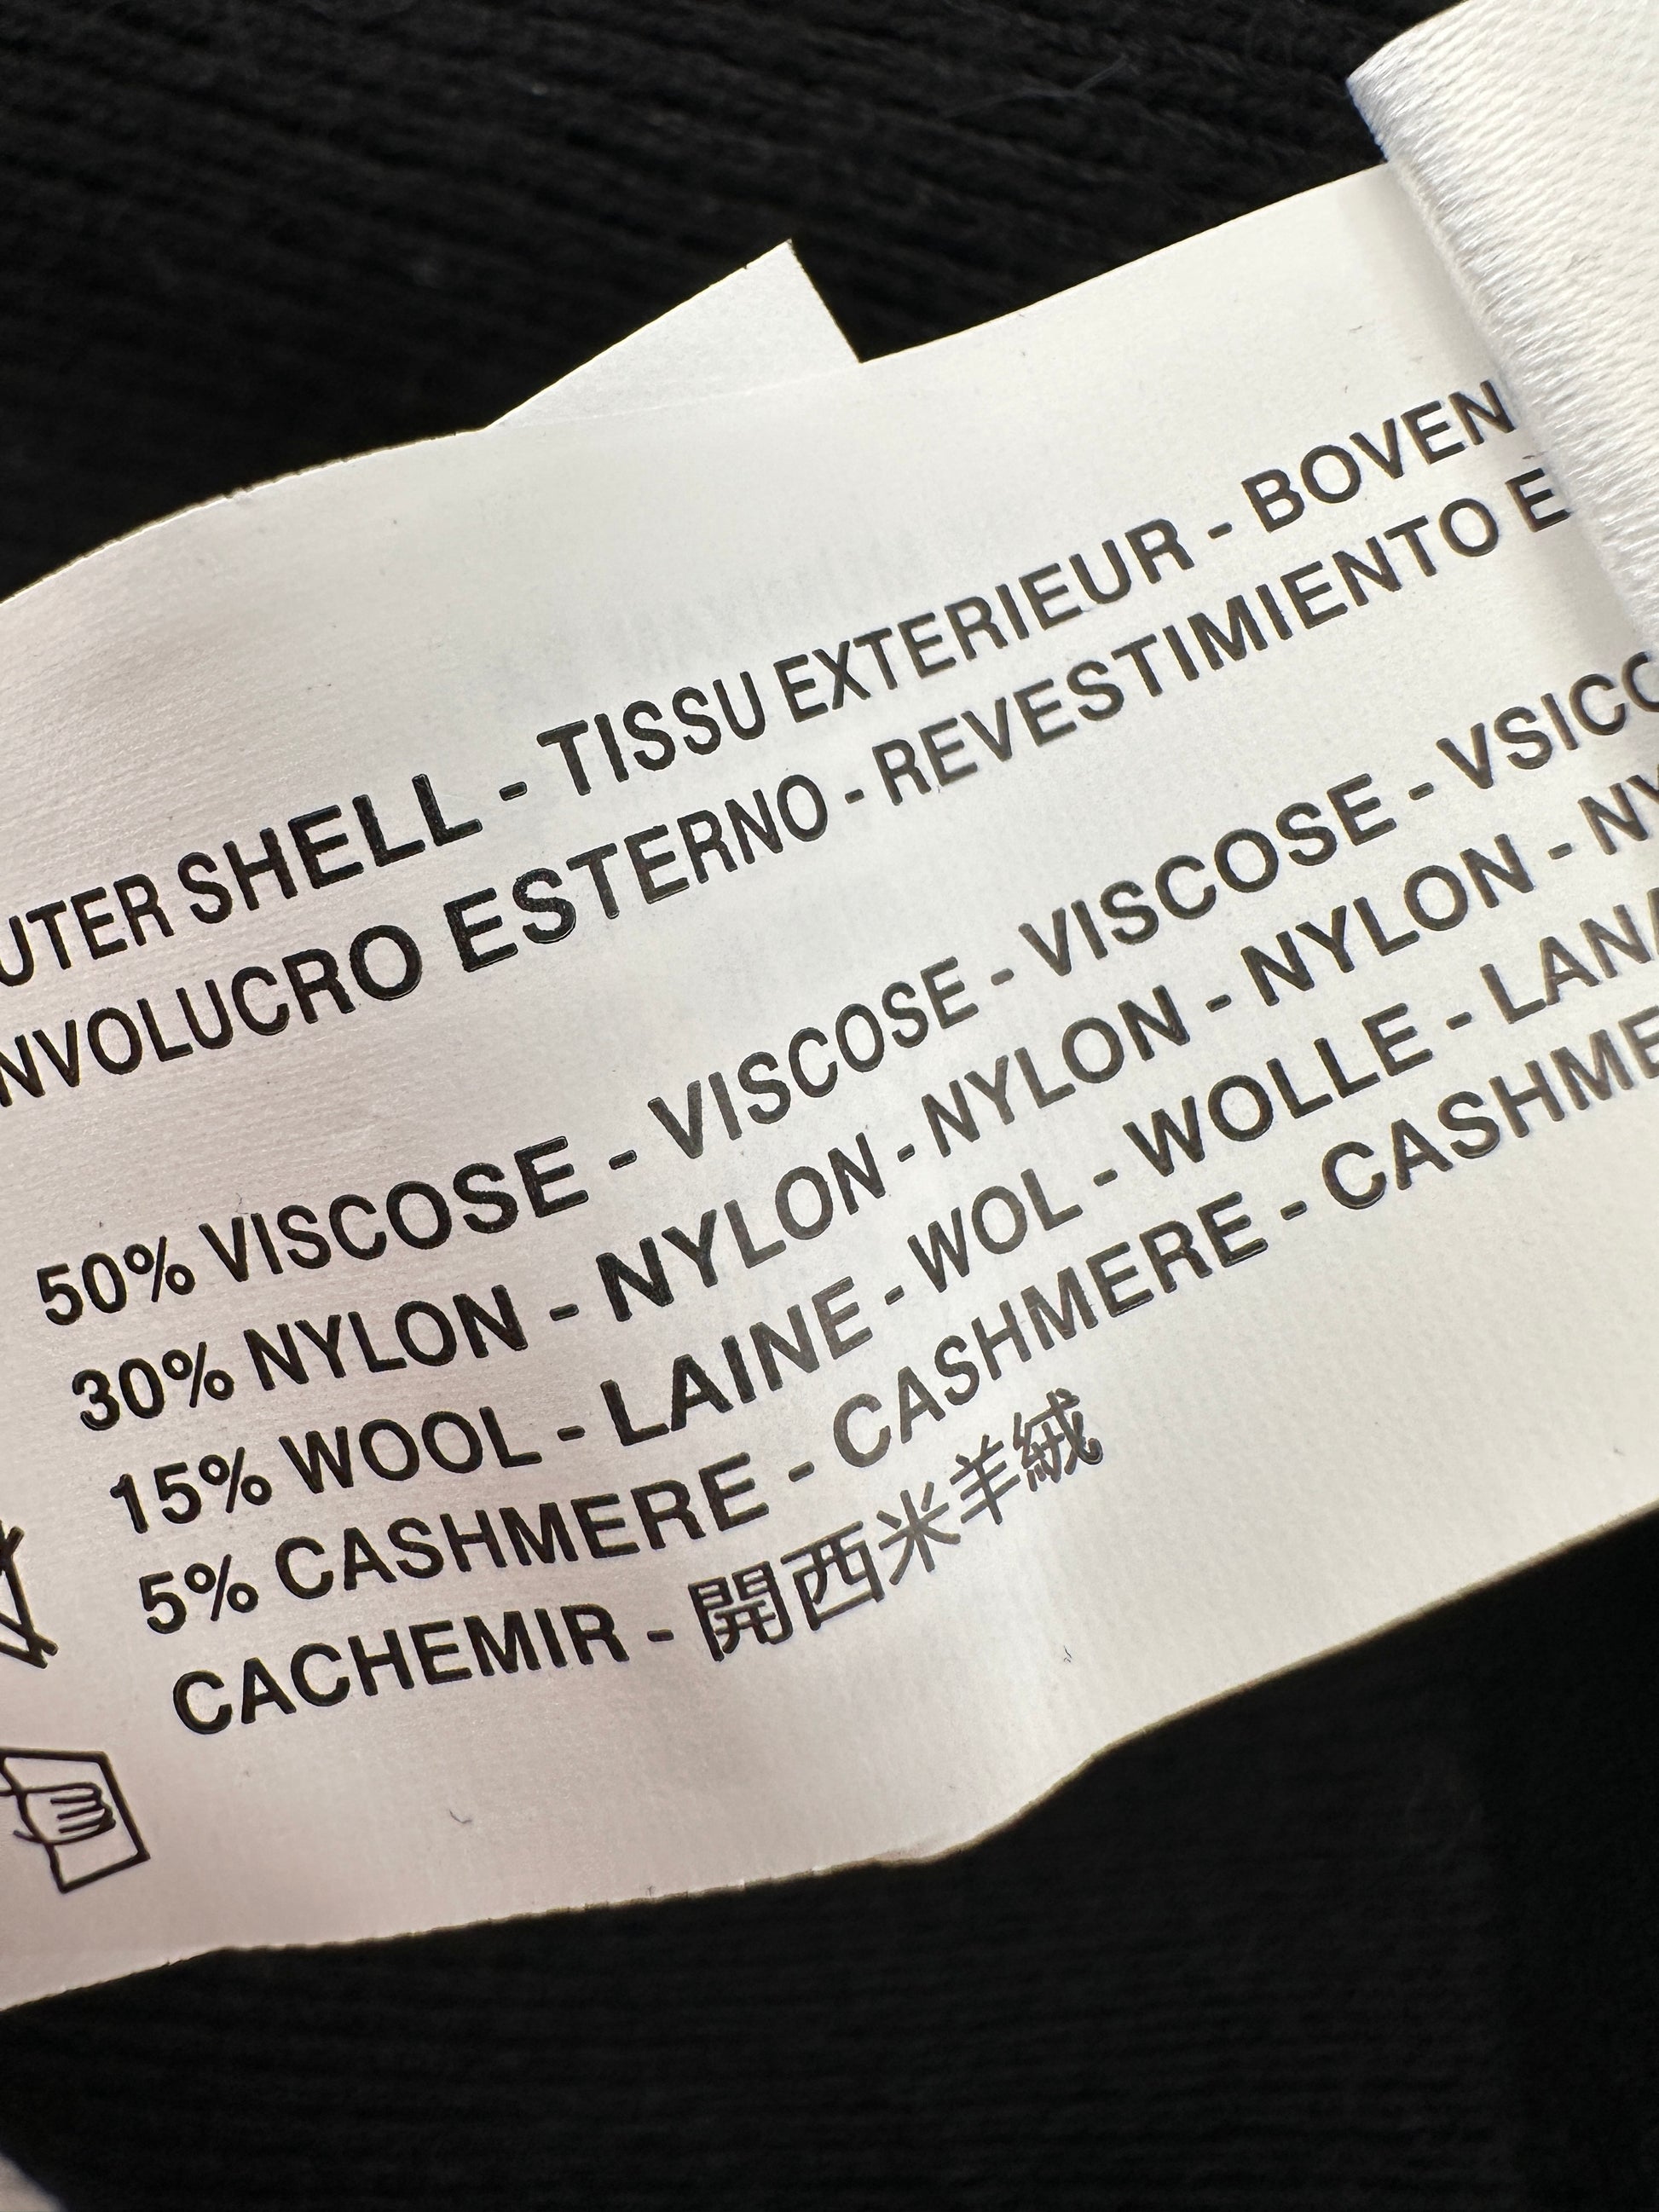 UTER SHELL - TISSU EXTERIEUR - BOVEN
NVOLUCRO ESTERNO - REVESTIMIENTO E
50% VISCOSE - VISCOSE - VISCOSE - VSICO
30% NYLON - NYLON - NYLON - NYLON - NY
15% WOOL - LAINE - WOL - WOLLE - LANA
5% CASHMERE - CASHMERE - CASHME
CACHEMIR - 開西米羊絨